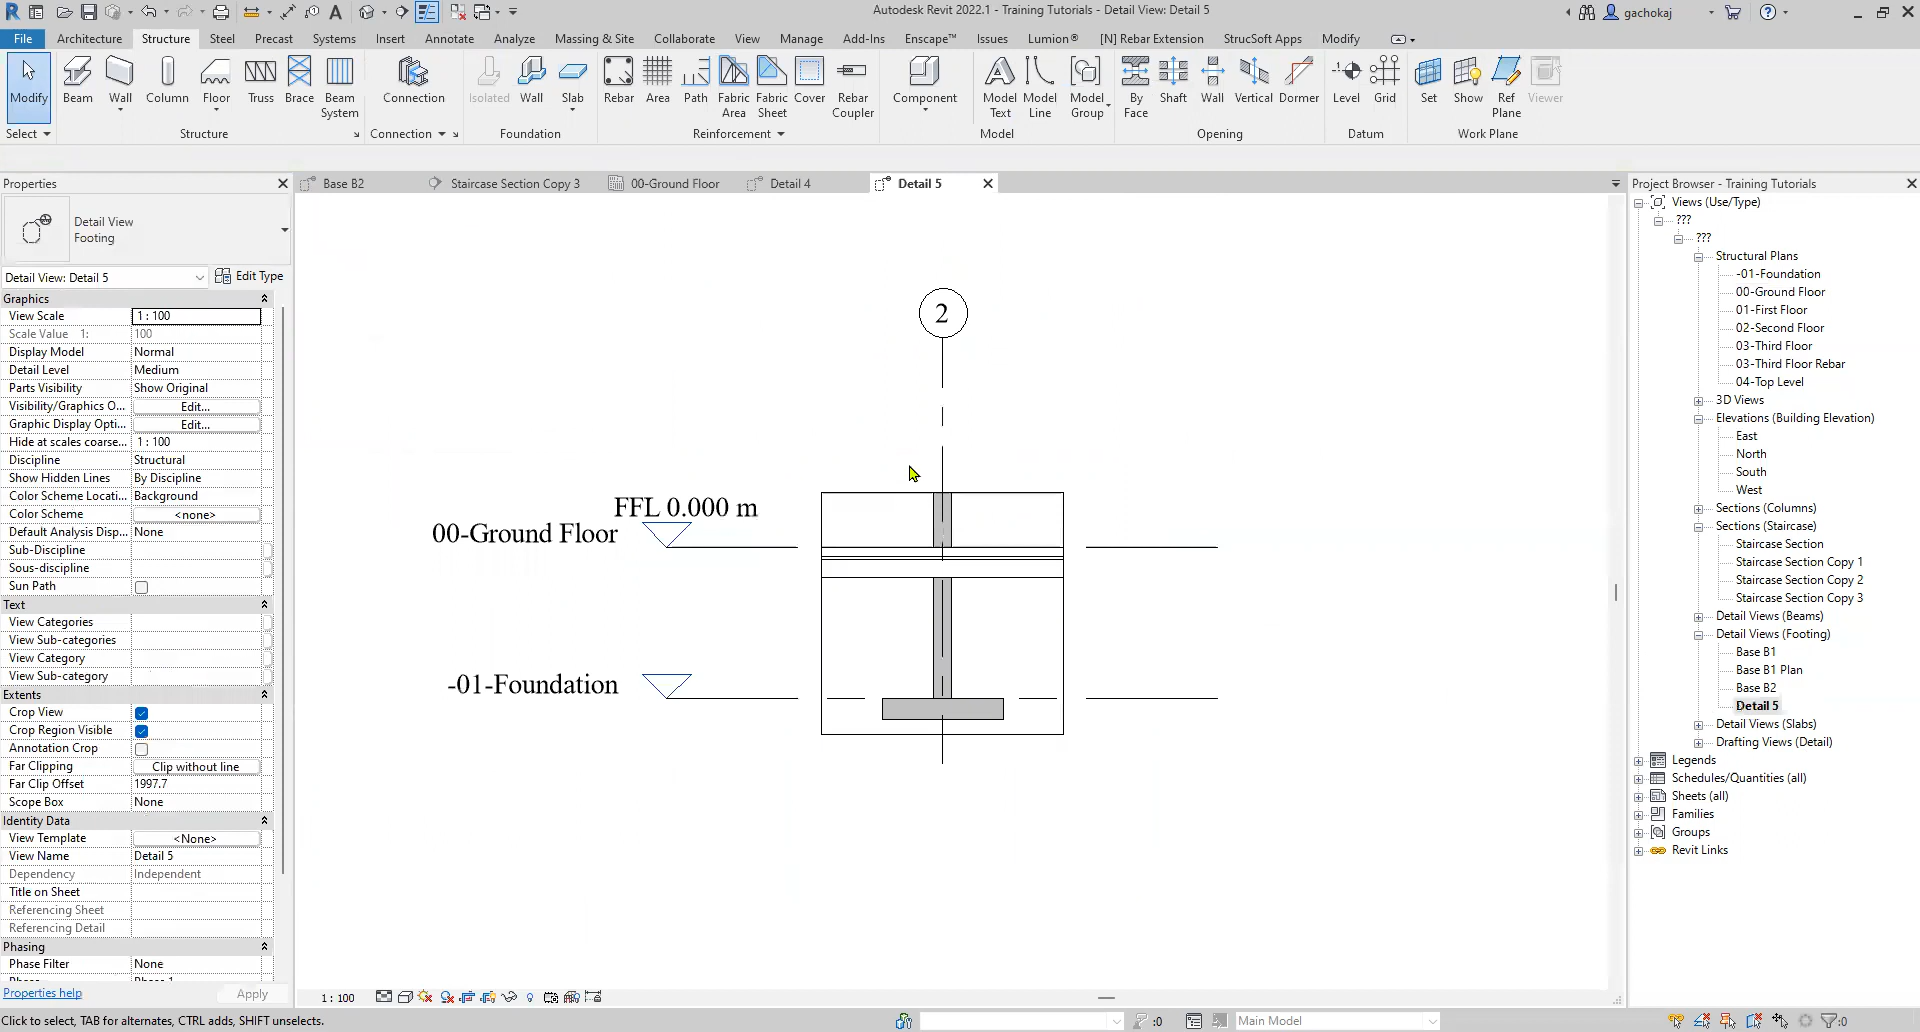 Autodesk Revit 2022.1 - Training Tutorials - Detail View: Detail 5
gachokaj
File Architecture Structure Steel Precast Systems Insert Annotate Analyze Massing & Site Collaborate View Manage Add-Ins Enscape™ Issues Lumion® [N] Rebar Extension StrucSoft Apps Modify
Modify Beam Wall Column Floor Truss Brace Beam System Connection Isolated Wall Slab Rebar Area Path Fabric Area Fabric Sheet Cover Rebar Coupler Component Model Text Model Line Model Group By Face Shaft Wall Vertical Dormer Level Grid Set Show Ref Plane Viewer
Select Structure Connection Foundation Reinforcement Model Opening Datum Work Plane
Properties
Base B2 Staircase Section Copy 3 00-Ground Floor Detail 4 Detail 5
Detail View
Footing
Detail View: Detail 5 Edit Type
Graphics
View Scale 1 : 100
Scale Value 1: 100
Display Model Normal
Detail Level Medium
Parts Visibility Show Original
Visibility/Graphics O... Edit...
Graphic Display Opti... Edit...
Hide at scales coarse... 1 : 100
Discipline Structural
Show Hidden Lines By Discipline
Color Scheme Locati... Background
Color Scheme <none>
Default Analysis Disp... None
Sub-Discipline
Sous-discipline
Sun Path
Text
View Categories
View Sub-categories
View Category
View Sub-category
Extents
Crop View
Crop Region Visible
Annotation Crop
Far Clipping Clip without line
Far Clip Offset 1997.7
Scope Box None
Identity Data
View Template <None>
View Name Detail 5
Dependency Independent
Title on Sheet
Referencing Sheet
Referencing Detail
Phasing
Phase Filter None
Properties help Apply
2
FFL 0.000 m
00-Ground Floor
-01-Foundation
Project Browser - Training Tutorials
Views (Use/Type)
???
???
Structural Plans
-01-Foundation
00-Ground Floor
01-First Floor
02-Second Floor
03-Third Floor
03-Third Floor Rebar
04-Top Level
3D Views
Elevations (Building Elevation)
East
North
South
West
Sections (Columns)
Sections (Staircase)
Staircase Section
Staircase Section Copy 1
Staircase Section Copy 2
Staircase Section Copy 3
Detail Views (Beams)
Detail Views (Footing)
Base B1
Base B1 Plan
Base B2
Detail 5
Detail Views (Slabs)
Drafting Views (Detail)
Legends
Schedules/Quantities (all)
Sheets (all)
Families
Groups
Revit Links
1 : 100
Click to select, TAB for alternates, CTRL adds, SHIFT unselects.
:0
Main Model
:0